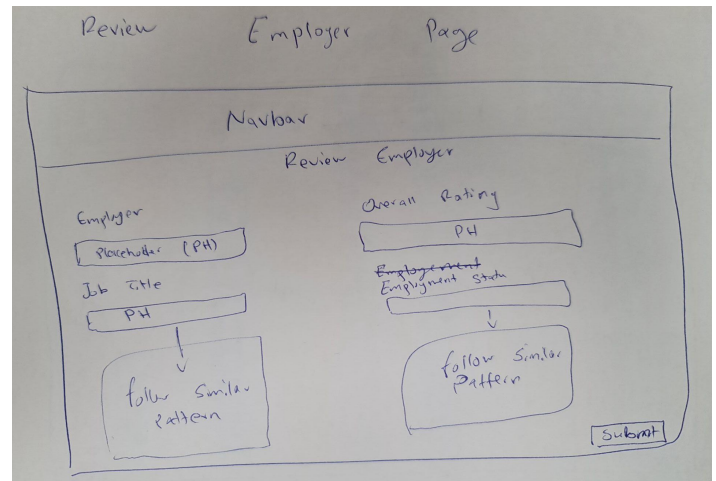 Review Employer Page
Navbar
Review Employer
Employer
Placeholder (PH)
Job Title
PH
follow Similar
pattern
Overall Rating
PH
Employement
Employment Status
follow Similar
Pattern
Submit